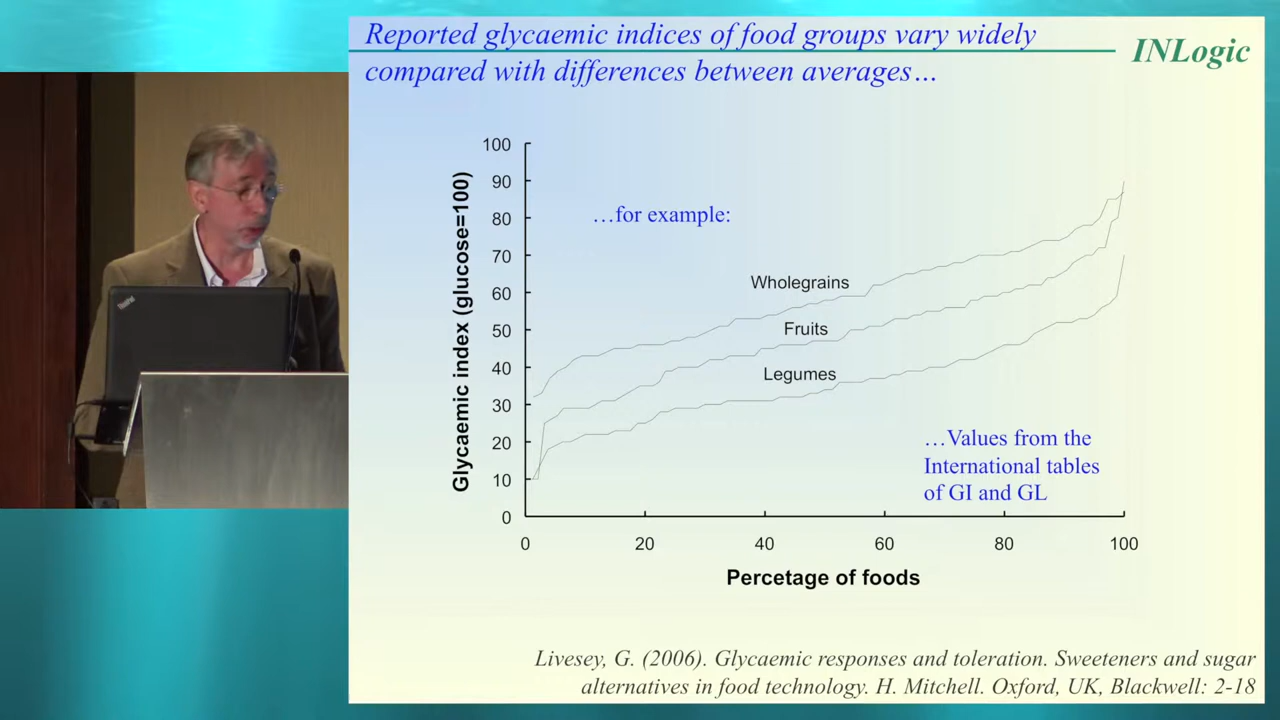 Reported glycaemic indices of food groups vary widely
compared with differences between averages…
INLogic
Glycaemic index (glucose=100)
100
90
80
70
60
50
40
30
20
10
0
…for example:
Wholegrains
Fruits
Legumes
…Values from the
International tables
of GI and GL
0 20 40 60 80 100
Percetage of foods
Livesey, G. (2006). Glycaemic responses and toleration. Sweeteners and sugar
alternatives in food technology. H. Mitchell. Oxford, UK, Blackwell: 2-18
ThinkPad